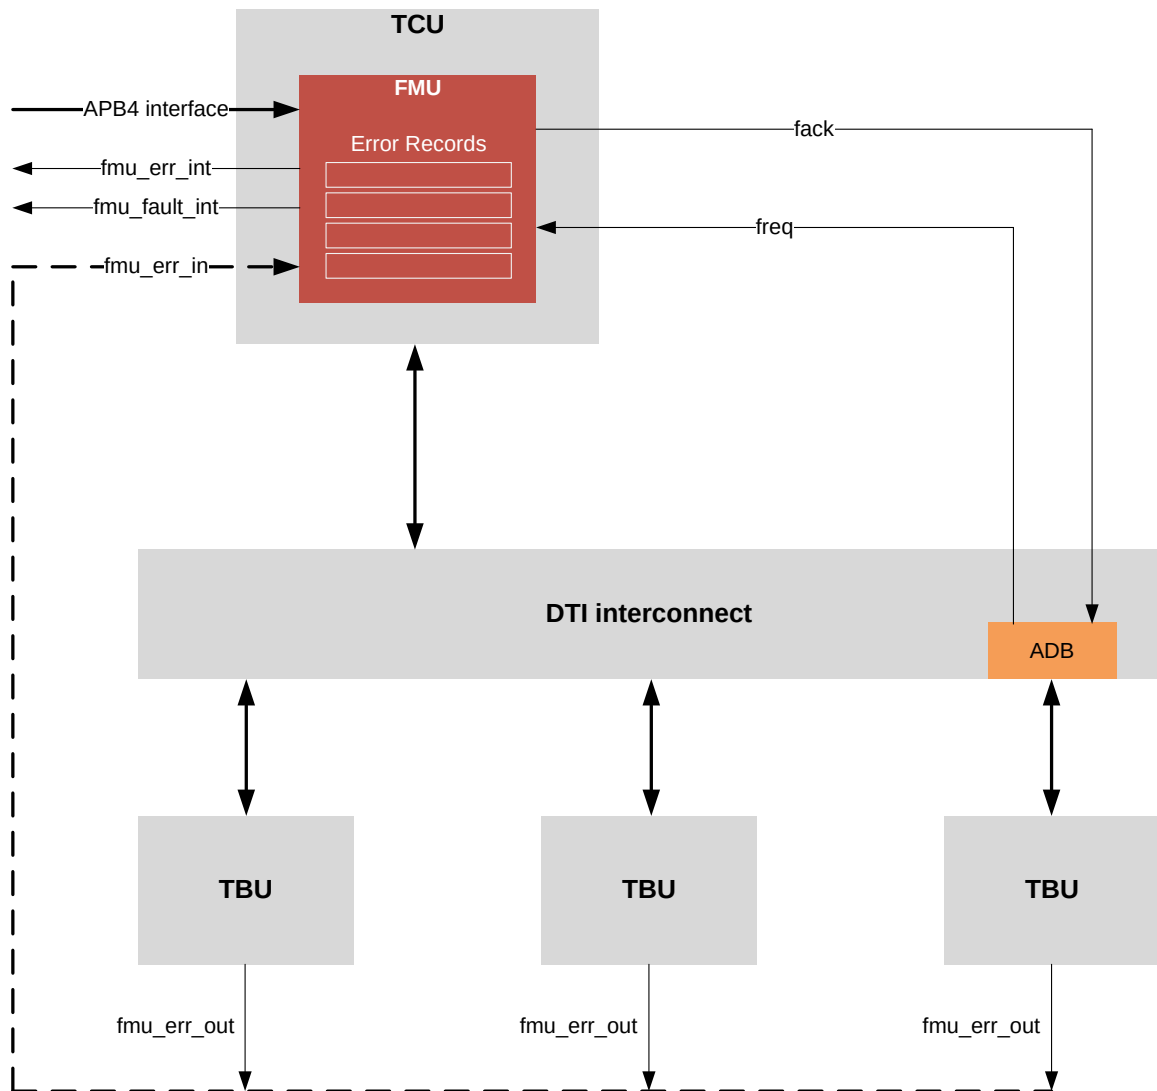 TCU
FMU
APB4 interface
Error Records
fack
fmu_err_int
fmu_fault_int
freq
fmu_err_in
DTI interconnect
ADB
TBU
TBU
TBU
fmu_err_out
fmu_err_out
fmu_err_out